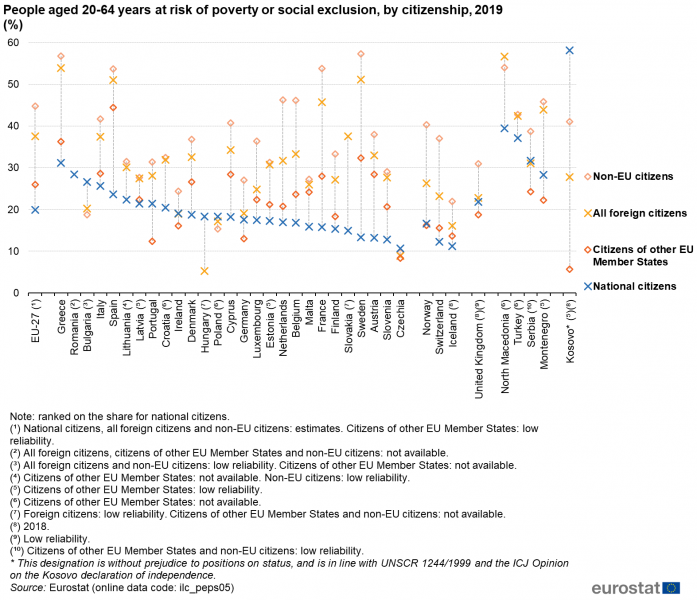 People aged 20-64 years at risk of poverty or social exclusion, by citizenship, 2019
(%)
60
50
40
30
20
10
0
EU-27 (¹)
Greece
Romania (²)
Bulgaria (³)
Italy
Spain
Lithuania (⁴)
Latvia (⁵)
Portugal
Croatia (⁶)
Ireland
Denmark
Hungary (⁷)
Poland (⁶)
Cyprus
Germany
Luxembourg
Estonia (⁵)
Netherlands
Belgium
Malta
France
Finland
Slovakia (⁷)
Sweden
Austria
Slovenia
Czechia
Norway
Switzerland
Iceland (⁸)
United Kingdom (⁸)(⁹)
North Macedonia (⁶)
Turkey (⁶)
Serbia (¹⁰)
Montenegro (⁵)
Non-EU citizens
All foreign citizens
Citizens of other EU
Member States
National citizens
Note: ranked on the share for national citizens.
(¹) National citizens, all foreign citizens and non-EU citizens: estimates. Citizens of other EU Member States: low
reliability.
(²) All foreign citizens, citizens of other EU Member States and non-EU citizens: not available.
(³) All foreign citizens and non-EU citizens: low reliability. Citizens of other EU Member States: not available.
(⁴) Citizens of other EU Member States: not available. Non-EU citizens: low reliability.
(⁵) Citizens of other EU Member States: low reliability.
(⁶) Citizens of other EU Member States: not available.
(⁷) Foreign citizens: low reliability. Citizens of other EU Member States and non-EU citizens: not available.
(⁸) 2018.
(⁹) Low reliability.
(¹⁰) Citizens of other EU Member States and non-EU citizens: low reliability.
* This designation is without prejudice to positions on status, and is in line with UNSCR 1244/1999 and the ICJ Opinion
on the Kosovo declaration of independence.
Source: Eurostat (online data code: ilc_peps05)
eurostat